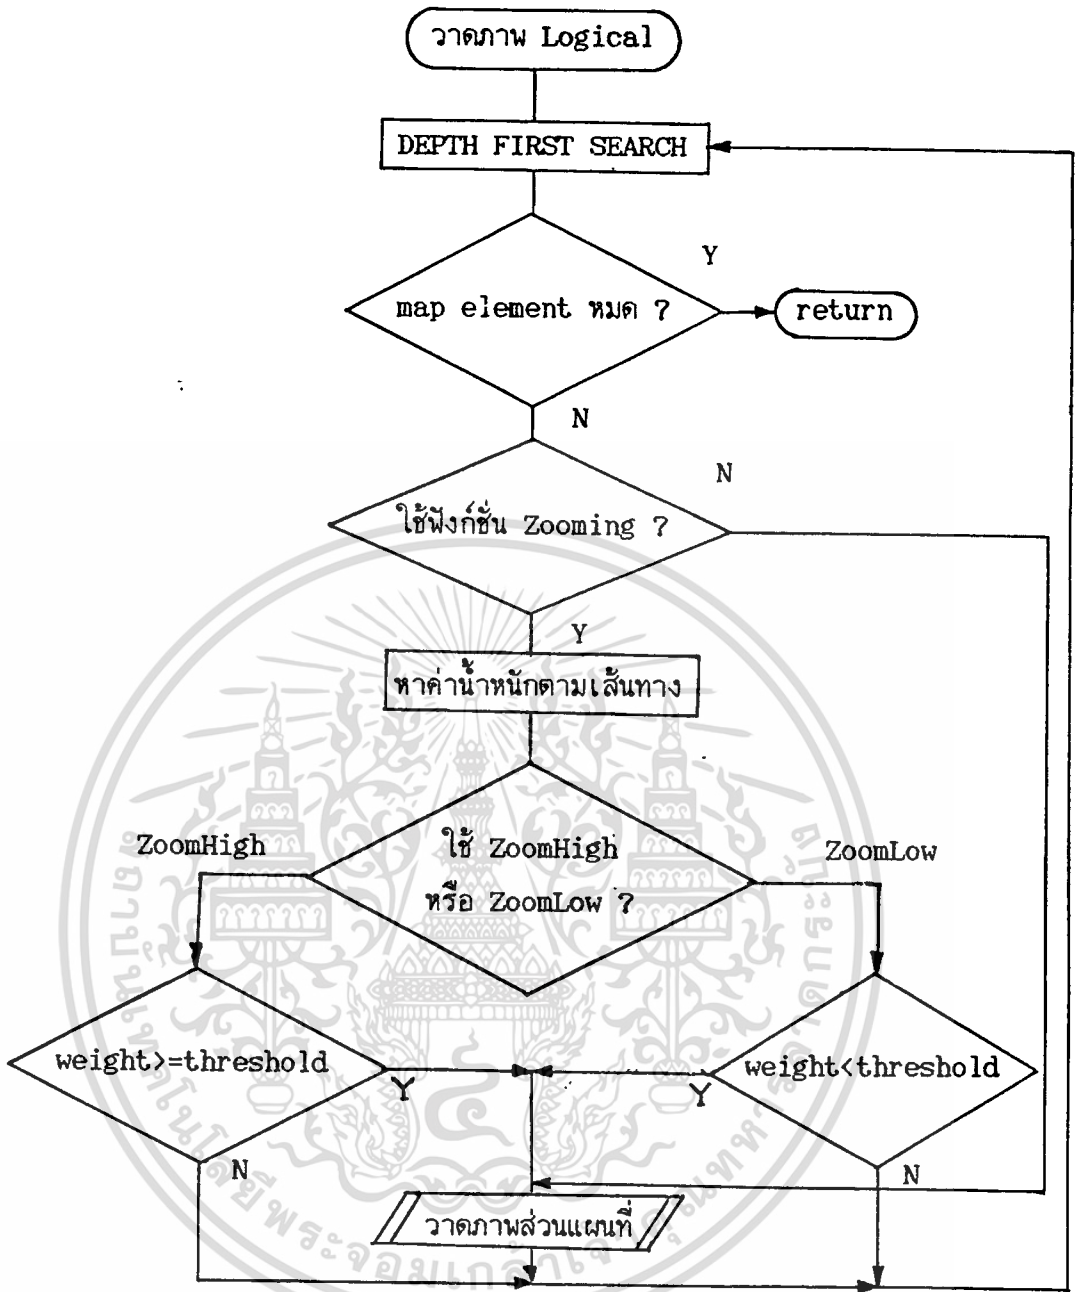 วาดภาพ Logical
DEPTH FIRST SEARCH
Y
map element หมด ?
return
N
N
ใช้ฟังก์ชั่น Zooming ?
Y
หาค่าน้ำหนักตามเส้นทาง
ZoomHigh
ใช้ ZoomHigh
หรือ ZoomLow ?
ZoomLow
weight>=threshold
Y
Y
weight<threshold
N
N
วาดภาพส่วนแผนที่